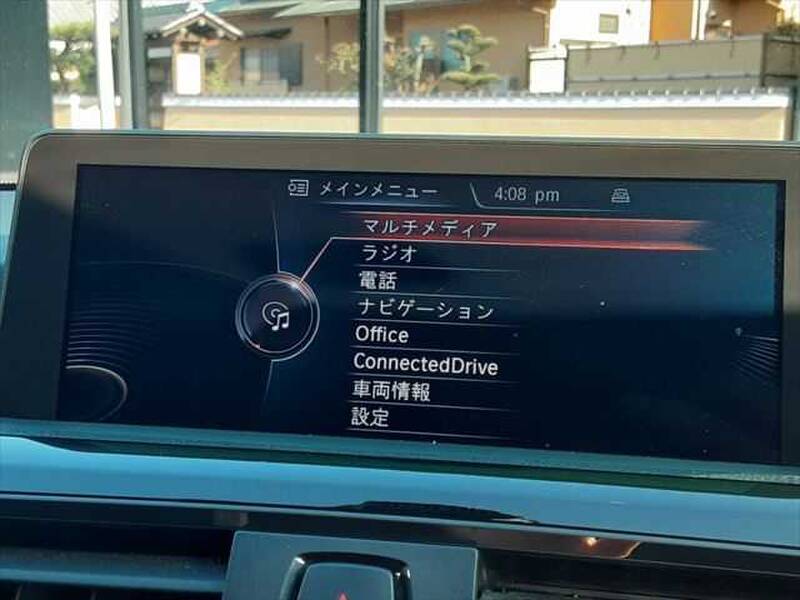 メインメニュー 4:08 pm
マルチメディア
ラジオ
電話
ナビゲーション
Office
ConnectedDrive
車両情報
設定